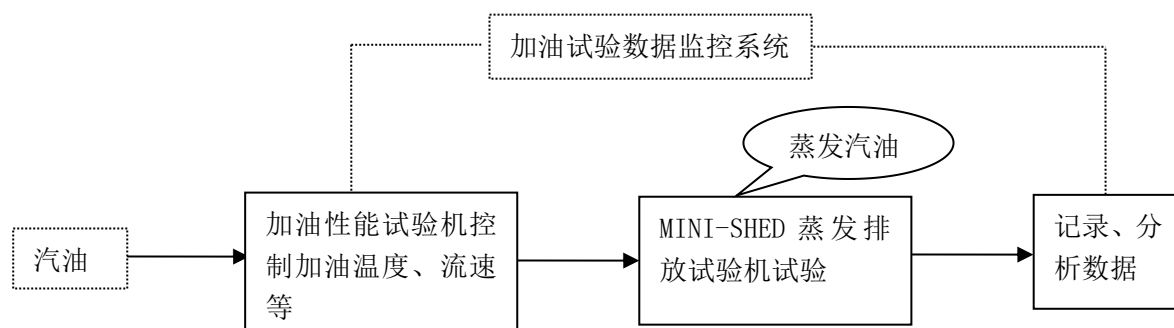 加油试验数据监控系统
蒸发汽油
汽油
加油性能试验机控
制加油温度、流速
等
MINI-SHED 蒸发排
放试验机试验
记录、分
析数据